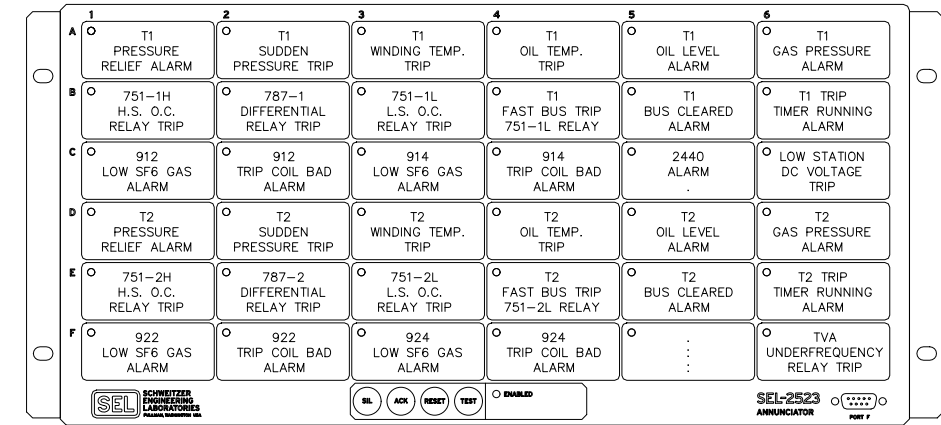 1 2 3 4 5 6
A
T1
PRESSURE
RELIEF ALARM
T1
SUDDEN
PRESSURE TRIP
T1
WINDING TEMP.
TRIP
T1
OIL TEMP.
TRIP
T1
OIL LEVEL
ALARM
T1
GAS PRESSURE
ALARM
B
751-1H
H.S. O.C.
RELAY TRIP
787-1
DIFFERENTIAL
RELAY TRIP
751-1L
L.S. O.C.
RELAY TRIP
T1
FAST BUS TRIP
751-1L RELAY
T1
BUS CLEARED
ALARM
T1 TRIP
TIMER RUNNING
ALARM
C
912
LOW SF6 GAS
ALARM
912
TRIP COIL BAD
ALARM
914
LOW SF6 GAS
ALARM
914
TRIP COIL BAD
ALARM
2440
ALARM
.
LOW STATION
DC VOLTAGE
TRIP
D
T2
PRESSURE
RELIEF ALARM
T2
SUDDEN
PRESSURE TRIP
T2
WINDING TEMP.
TRIP
T2
OIL TEMP.
TRIP
T2
OIL LEVEL
ALARM
T2
GAS PRESSURE
ALARM
E
751-2H
H.S. O.C.
RELAY TRIP
787-2
DIFFERENTIAL
RELAY TRIP
751-2L
L.S. O.C.
RELAY TRIP
T2
FAST BUS TRIP
751-2L RELAY
T2
BUS CLEARED
ALARM
T2 TRIP
TIMER RUNNING
ALARM
F
922
LOW SF6 GAS
ALARM
922
TRIP COIL BAD
ALARM
924
LOW SF6 GAS
ALARM
924
TRIP COIL BAD
ALARM
.
.
.
TVA
UNDERFREQUENCY
RELAY TRIP
SEL
SCHWEITZER
ENGINEERING
LABORATORIES
PULLMAN, WASHINGTON USA
SIL ACK RESET TEST
ENABLED
SEL-2523
ANNUNCIATOR
PORT F